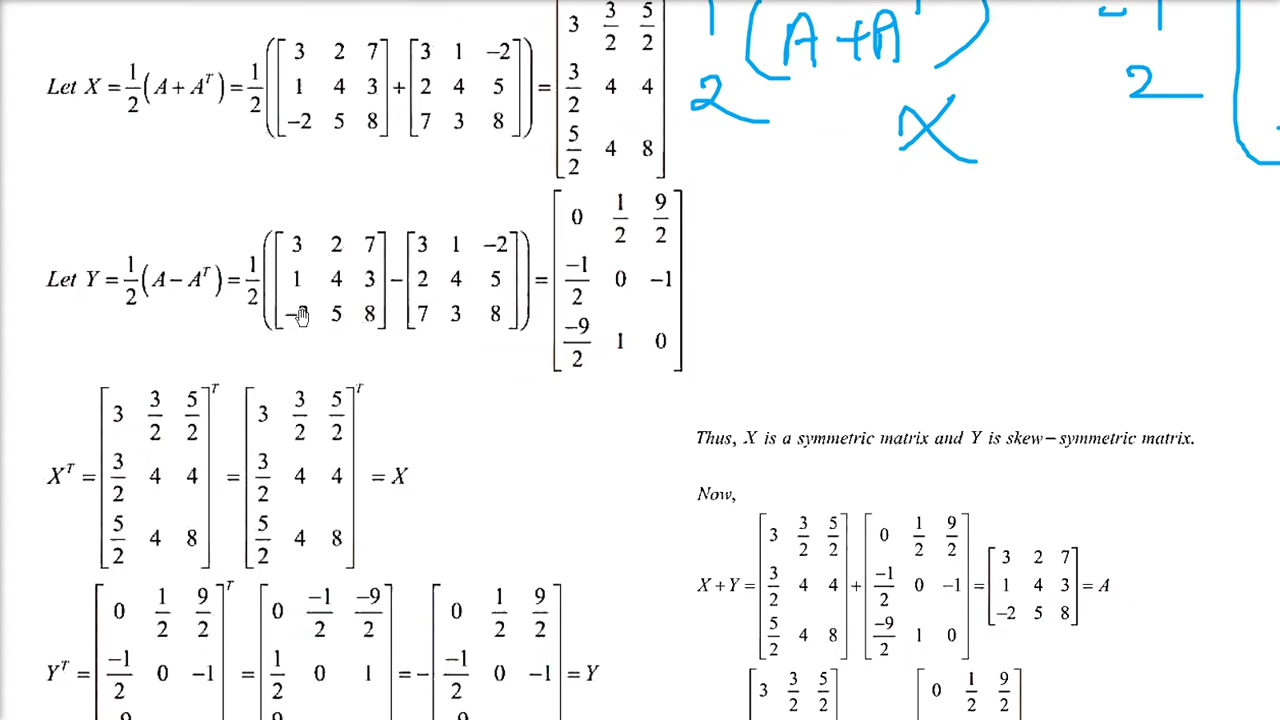 Let X = 1/2 (A + A^T) = 1/2 ([3 2 7; 1 4 3; −2 5 8] + [3 1 −2; 2 4 5; 7 3 8]) = [3 3/2 5/2; 3/2 4 4; 5/2 4 8]
1/2 (A + A
X
2
Let Y = 1/2 (A − A^T) = 1/2 ([3 2 7; 1 4 3; − 5 8] − [3 1 −2; 2 4 5; 7 3 8]) = [0 1/2 9/2; −1/2 0 −1; −9/2 1 0]
X^T = [3 3/2 5/2; 3/2 4 4; 5/2 4 8]^T = [3 3/2 5/2; 3/2 4 4; 5/2 4 8]^T = X
Y^T = [0 1/2 9/2; −1/2 0 −1; −9]^T = [0 −1/2 −9/2; 1/2 0 1; 9] = −[0 1/2 9/2; −1/2 0 −1; −9] = Y
Thus, X is a symmetric matrix and Y is skew−symmetric matrix.
Now,
X + Y = [3 3/2 5/2; 3/2 4 4; 5/2 4 8] + [0 1/2 9/2; −1/2 0 −1; −9/2 1 0] = [3 2 7; 1 4 3; −2 5 8] = A
[3 3/2 5/2 [0 1/2 9/2